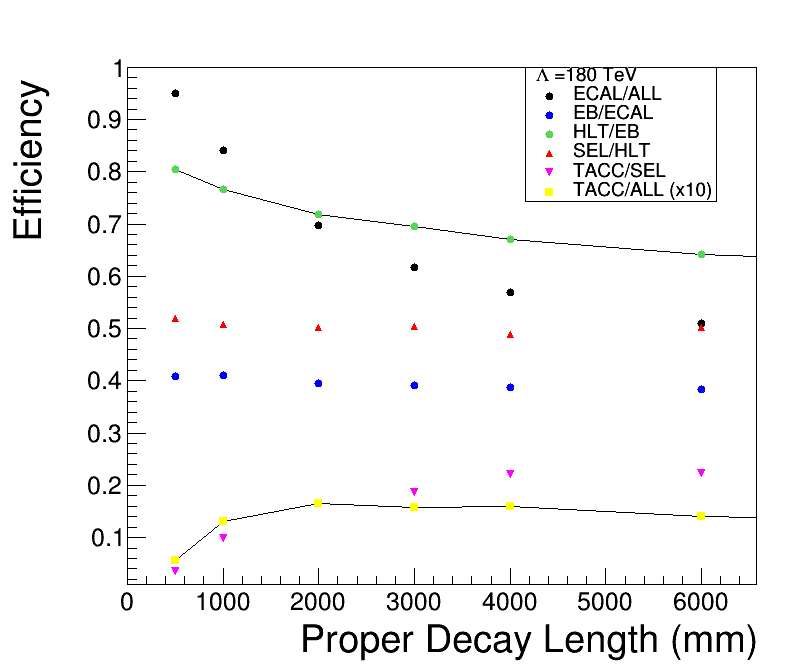 1
0.9
0.8
0.7
0.6
0.5
0.4
0.3
0.2
0.1
Efficiency
Λ =180 TeV
ECAL/ALL
EB/ECAL
HLT/EB
SEL/HLT
TACC/SEL
TACC/ALL (x10)
0 1000 2000 3000 4000 5000 6000
Proper Decay Length (mm)